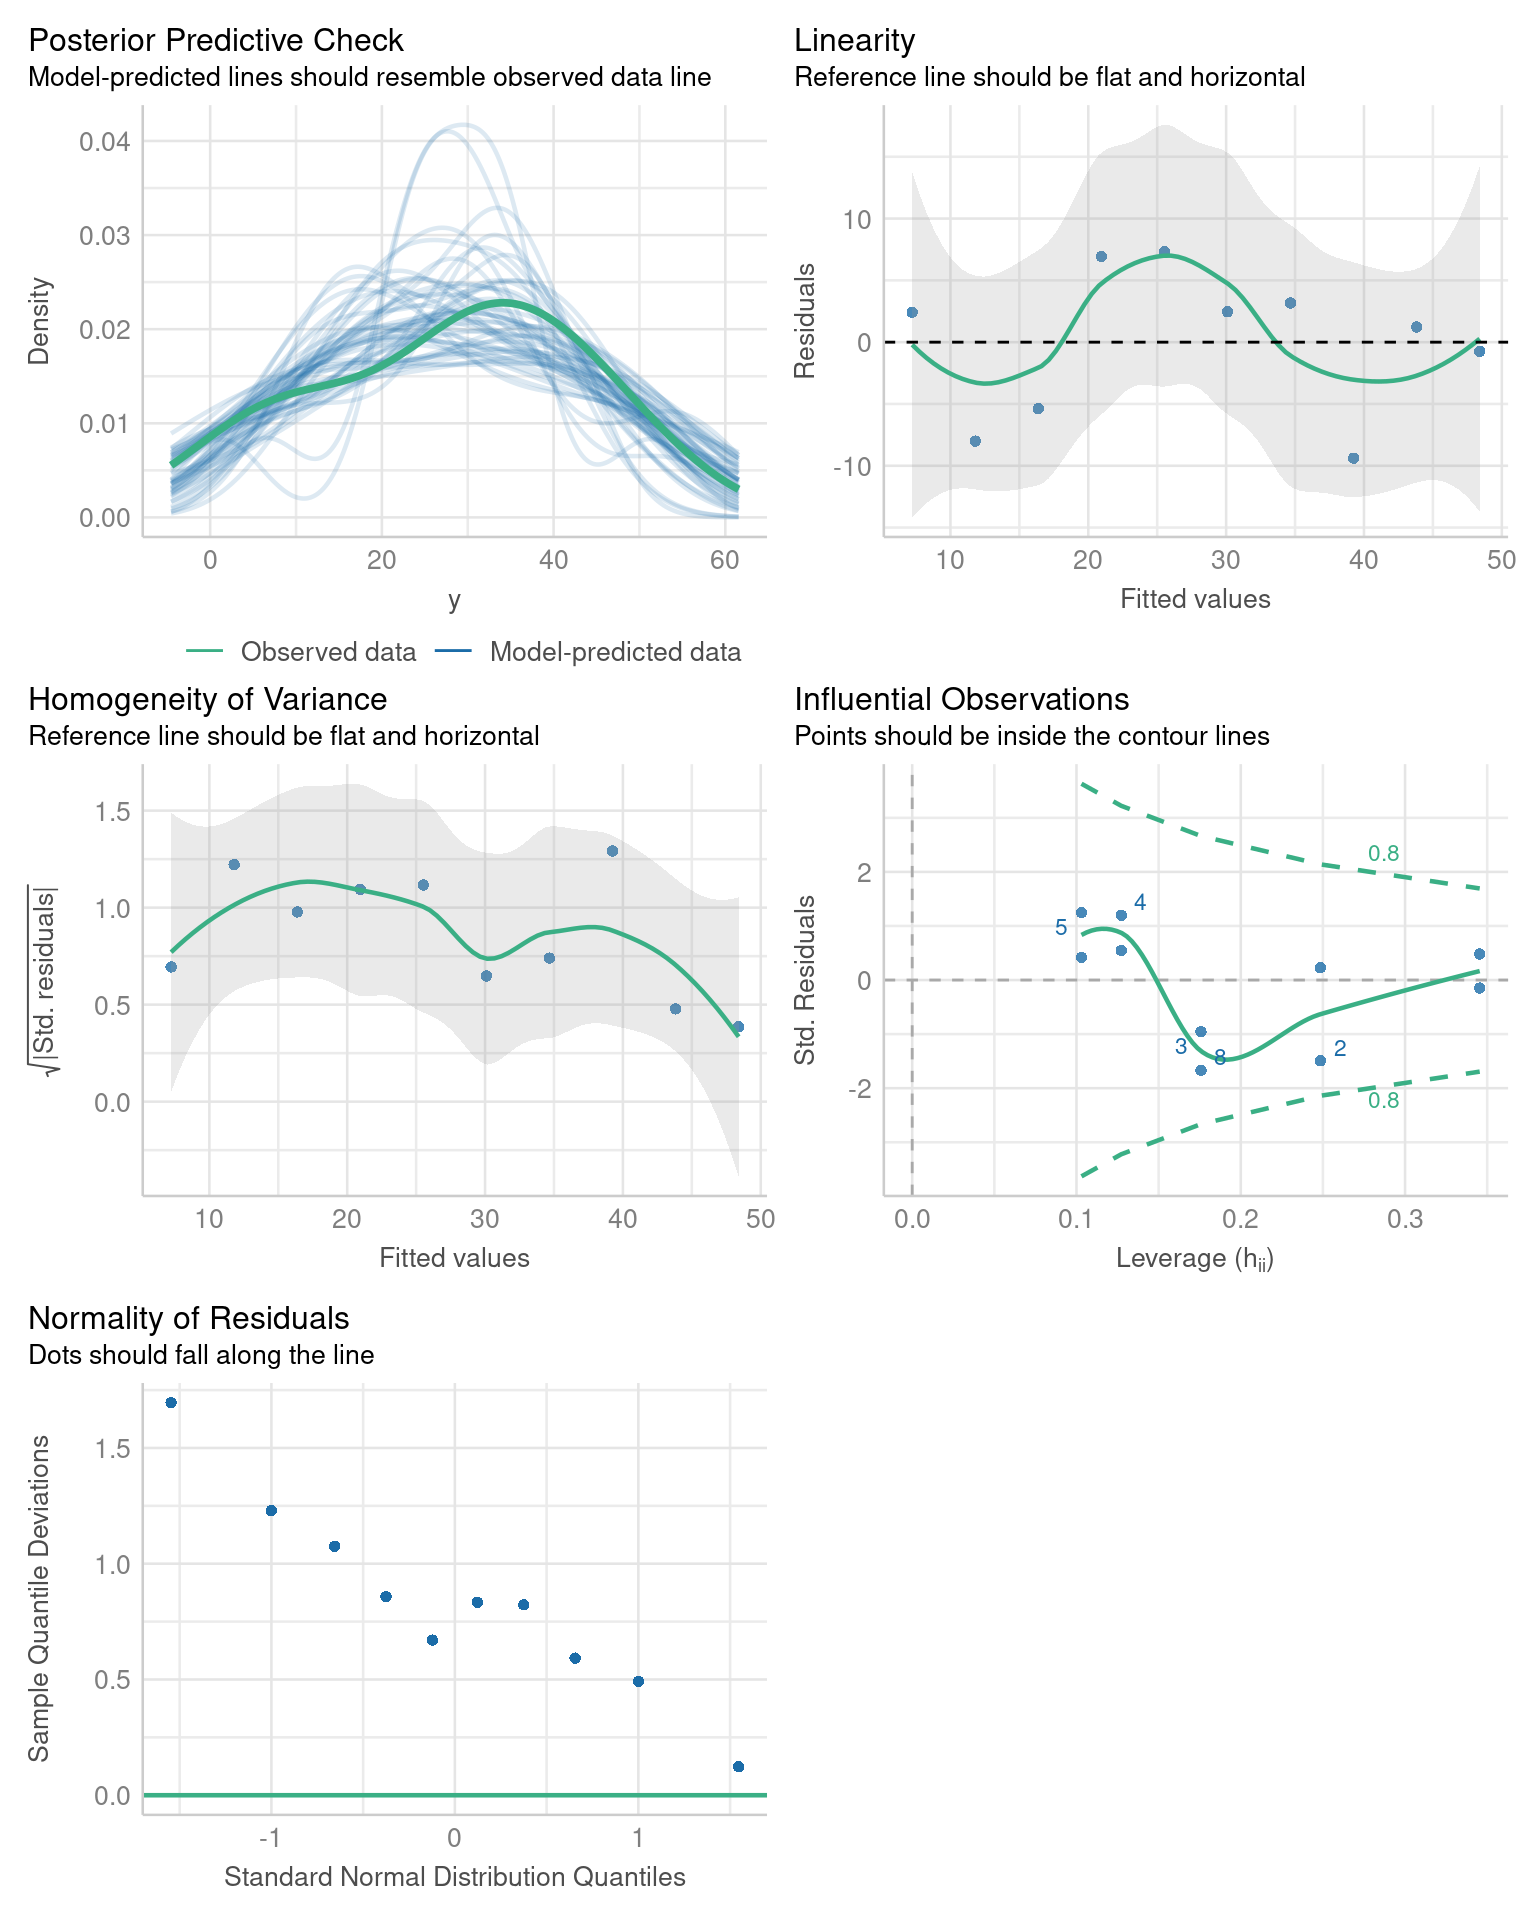 Posterior Predictive Check
Model-predicted lines should resemble observed data line
0.04
0.03
0.02
0.01
0.00
Density
0 20 40 60
y
Observed data Model-predicted data
Linearity
Reference line should be flat and horizontal
10
0
-10
Residuals
10 20 30 40 50
Fitted values
Homogeneity of Variance
Reference line should be flat and horizontal
1.5
1.0
0.5
0.0
√|Std. residuals|
10 20 30 40 50
Fitted values
Influential Observations
Points should be inside the contour lines
2
0
-2
Std. Residuals
0.8
4
5
3
8
2
0.8
0.0 0.1 0.2 0.3
Leverage (hii)
Normality of Residuals
Dots should fall along the line
1.5
1.0
0.5
0.0
Sample Quantile Deviations
-1 0 1
Standard Normal Distribution Quantiles